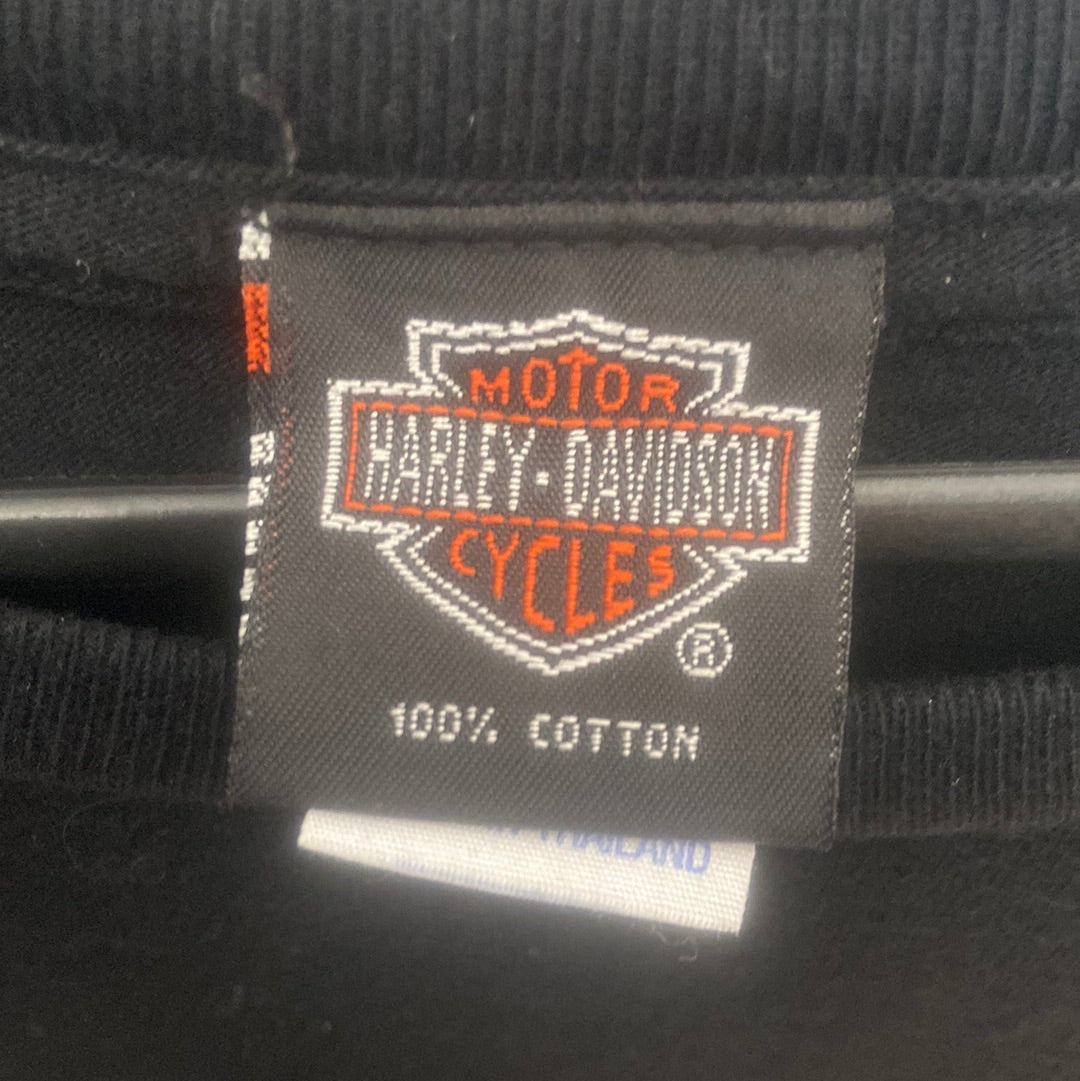 MOTOR
HARLEY-DAVIDSON
CYCLES
®
100% COTTON
THAILAND